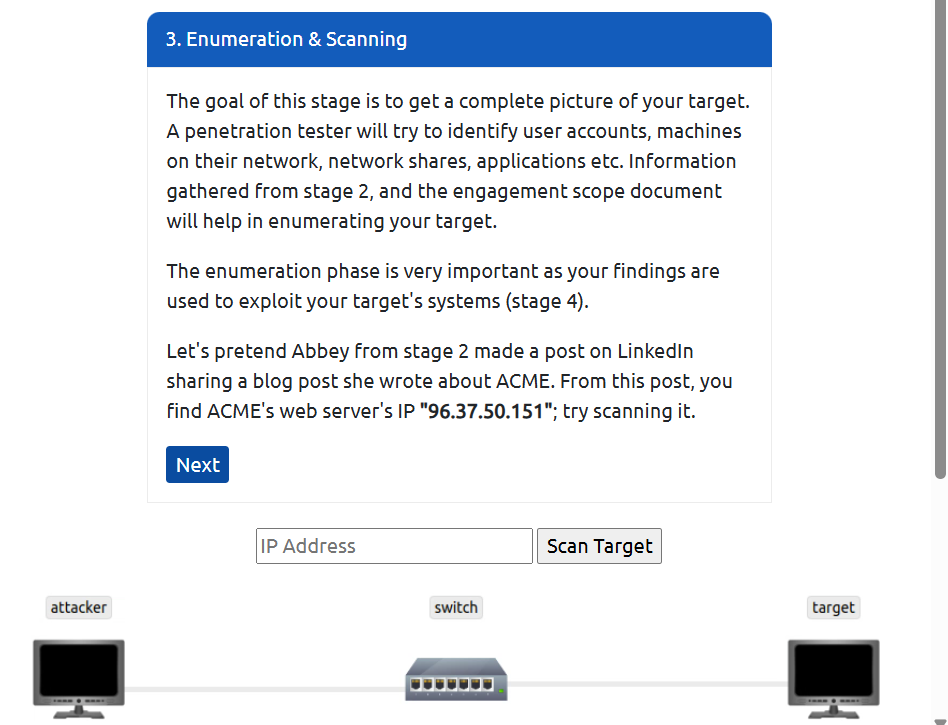 3. Enumeration & Scanning
The goal of this stage is to get a complete picture of your target.
A penetration tester will try to identify user accounts, machines
on their network, network shares, applications etc. Information
gathered from stage 2, and the engagement scope document
will help in enumerating your target.
The enumeration phase is very important as your findings are
used to exploit your target's systems (stage 4).
Let's pretend Abbey from stage 2 made a post on LinkedIn
sharing a blog post she wrote about ACME. From this post, you
find ACME's web server's IP "96.37.50.151"; try scanning it.
Next
IP Address Scan Target
attacker switch target